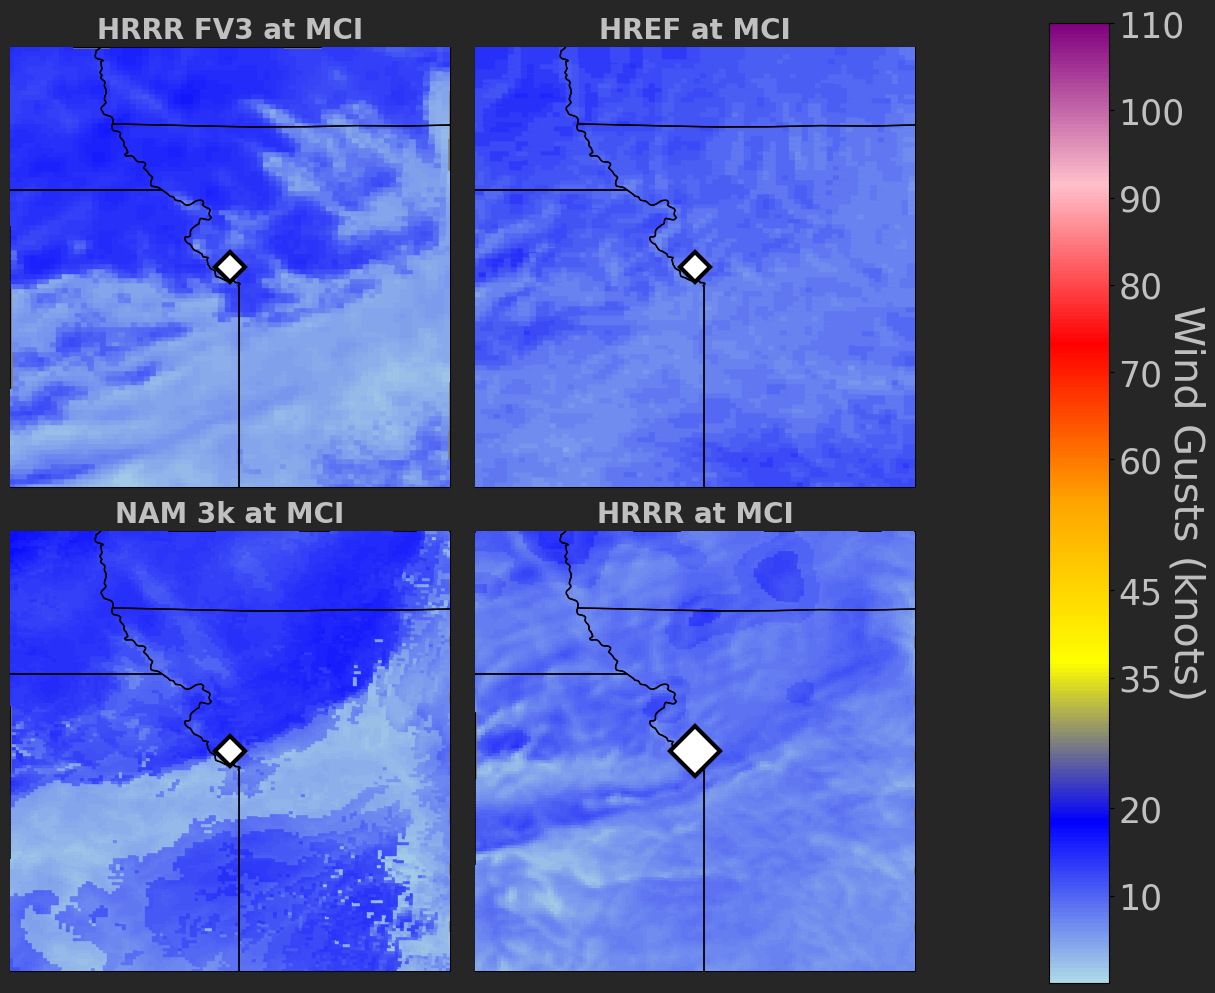 HRRR FV3 at MCI
HREF at MCI
NAM 3k at MCI
HRRR at MCI
110
100
90
80
70
60
45
35
20
10
Wind Gusts (knots)